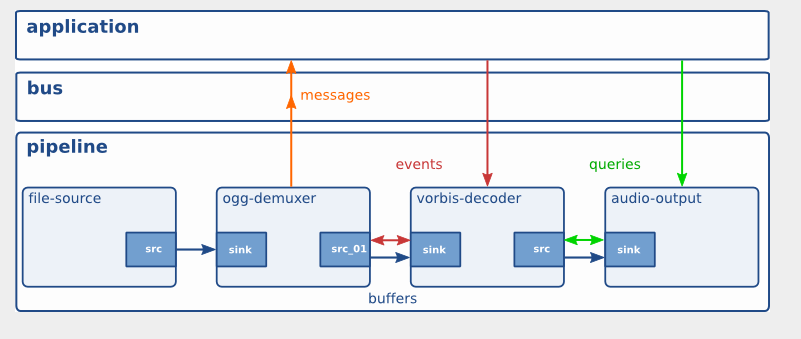 application
bus
messages
pipeline
events
queries
file-source
ogg-demuxer
vorbis-decoder
audio-output
src
sink
src_01
sink
src
sink
buffers